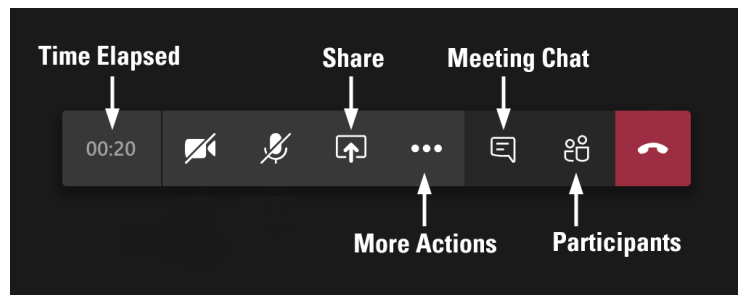 Time Elapsed
Share
Meeting Chat
00:20
More Actions
Participants